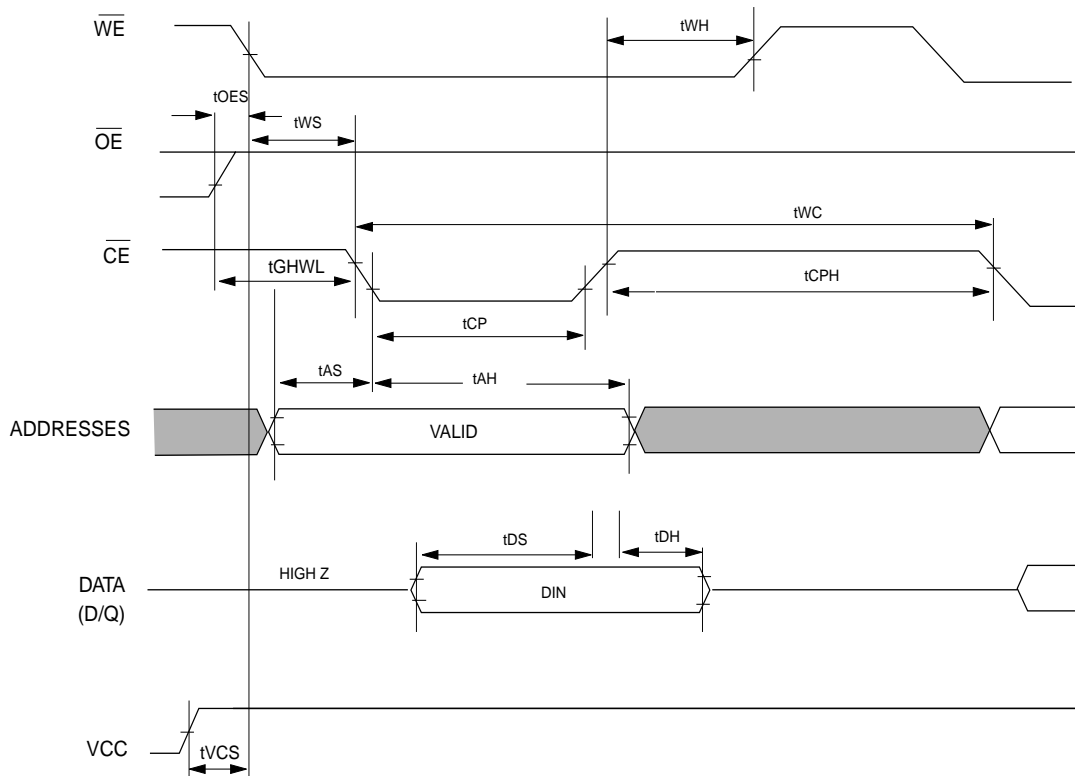 WE
tWH
tOES
tWS
OE
tWC
CE
tGHWL
tCPH
tCP
tAS
tAH
ADDRESSES
VALID
tDS
tDH
HIGH Z
DATA
DIN
(D/Q)
VCC
tVCS